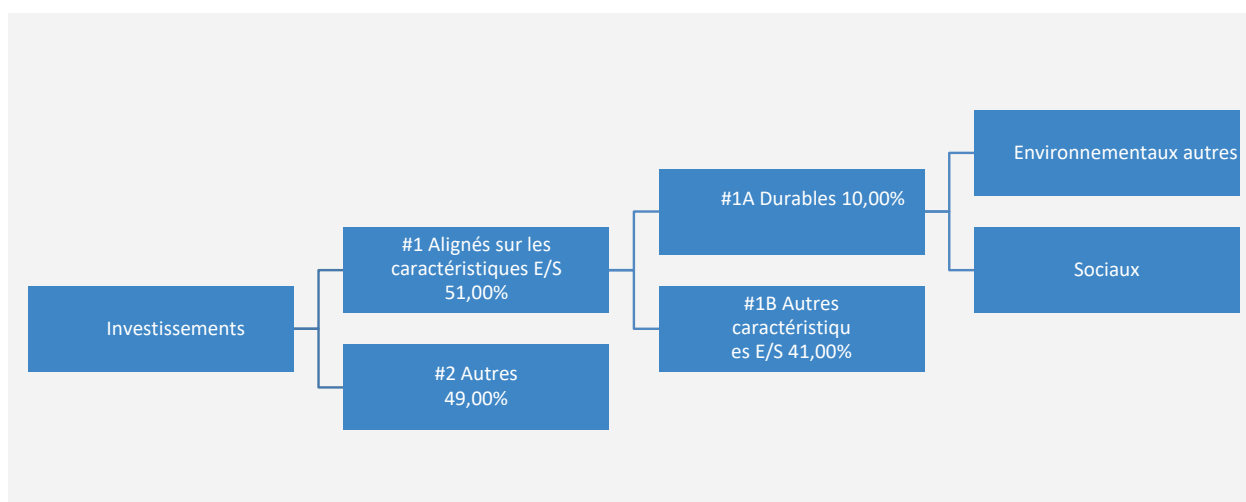 Investissements
#1 Alignés sur les
caractéristiques E/S
51,00%
#2 Autres
49,00%
#1A Durables 10,00%
#1B Autres
caractéristiqu
es E/S 41,00%
Environnementaux autres
Sociaux